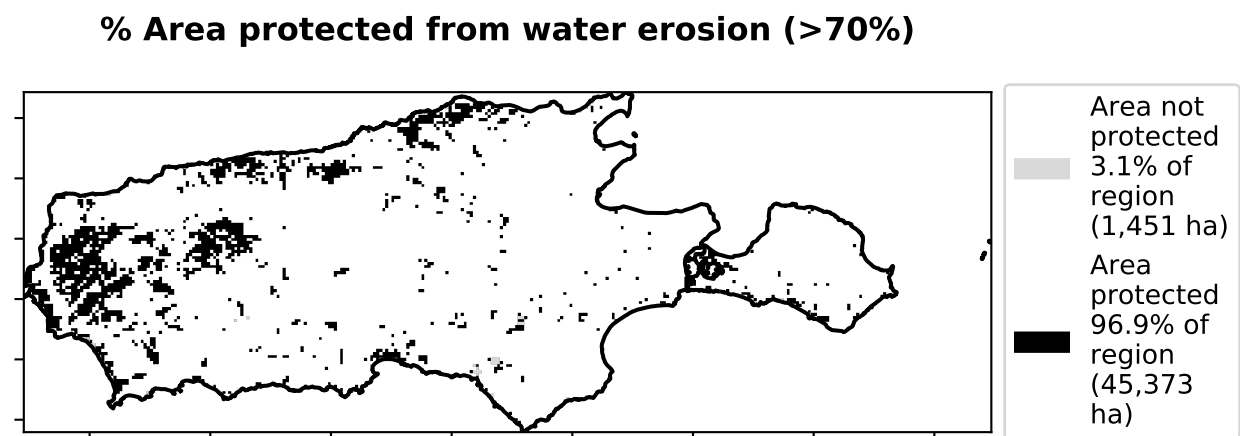 % Area protected from water erosion (>70%)
Area not
protected
3.1% of
region
(1,451 ha)
Area
protected
96.9% of
region
(45,373
ha)